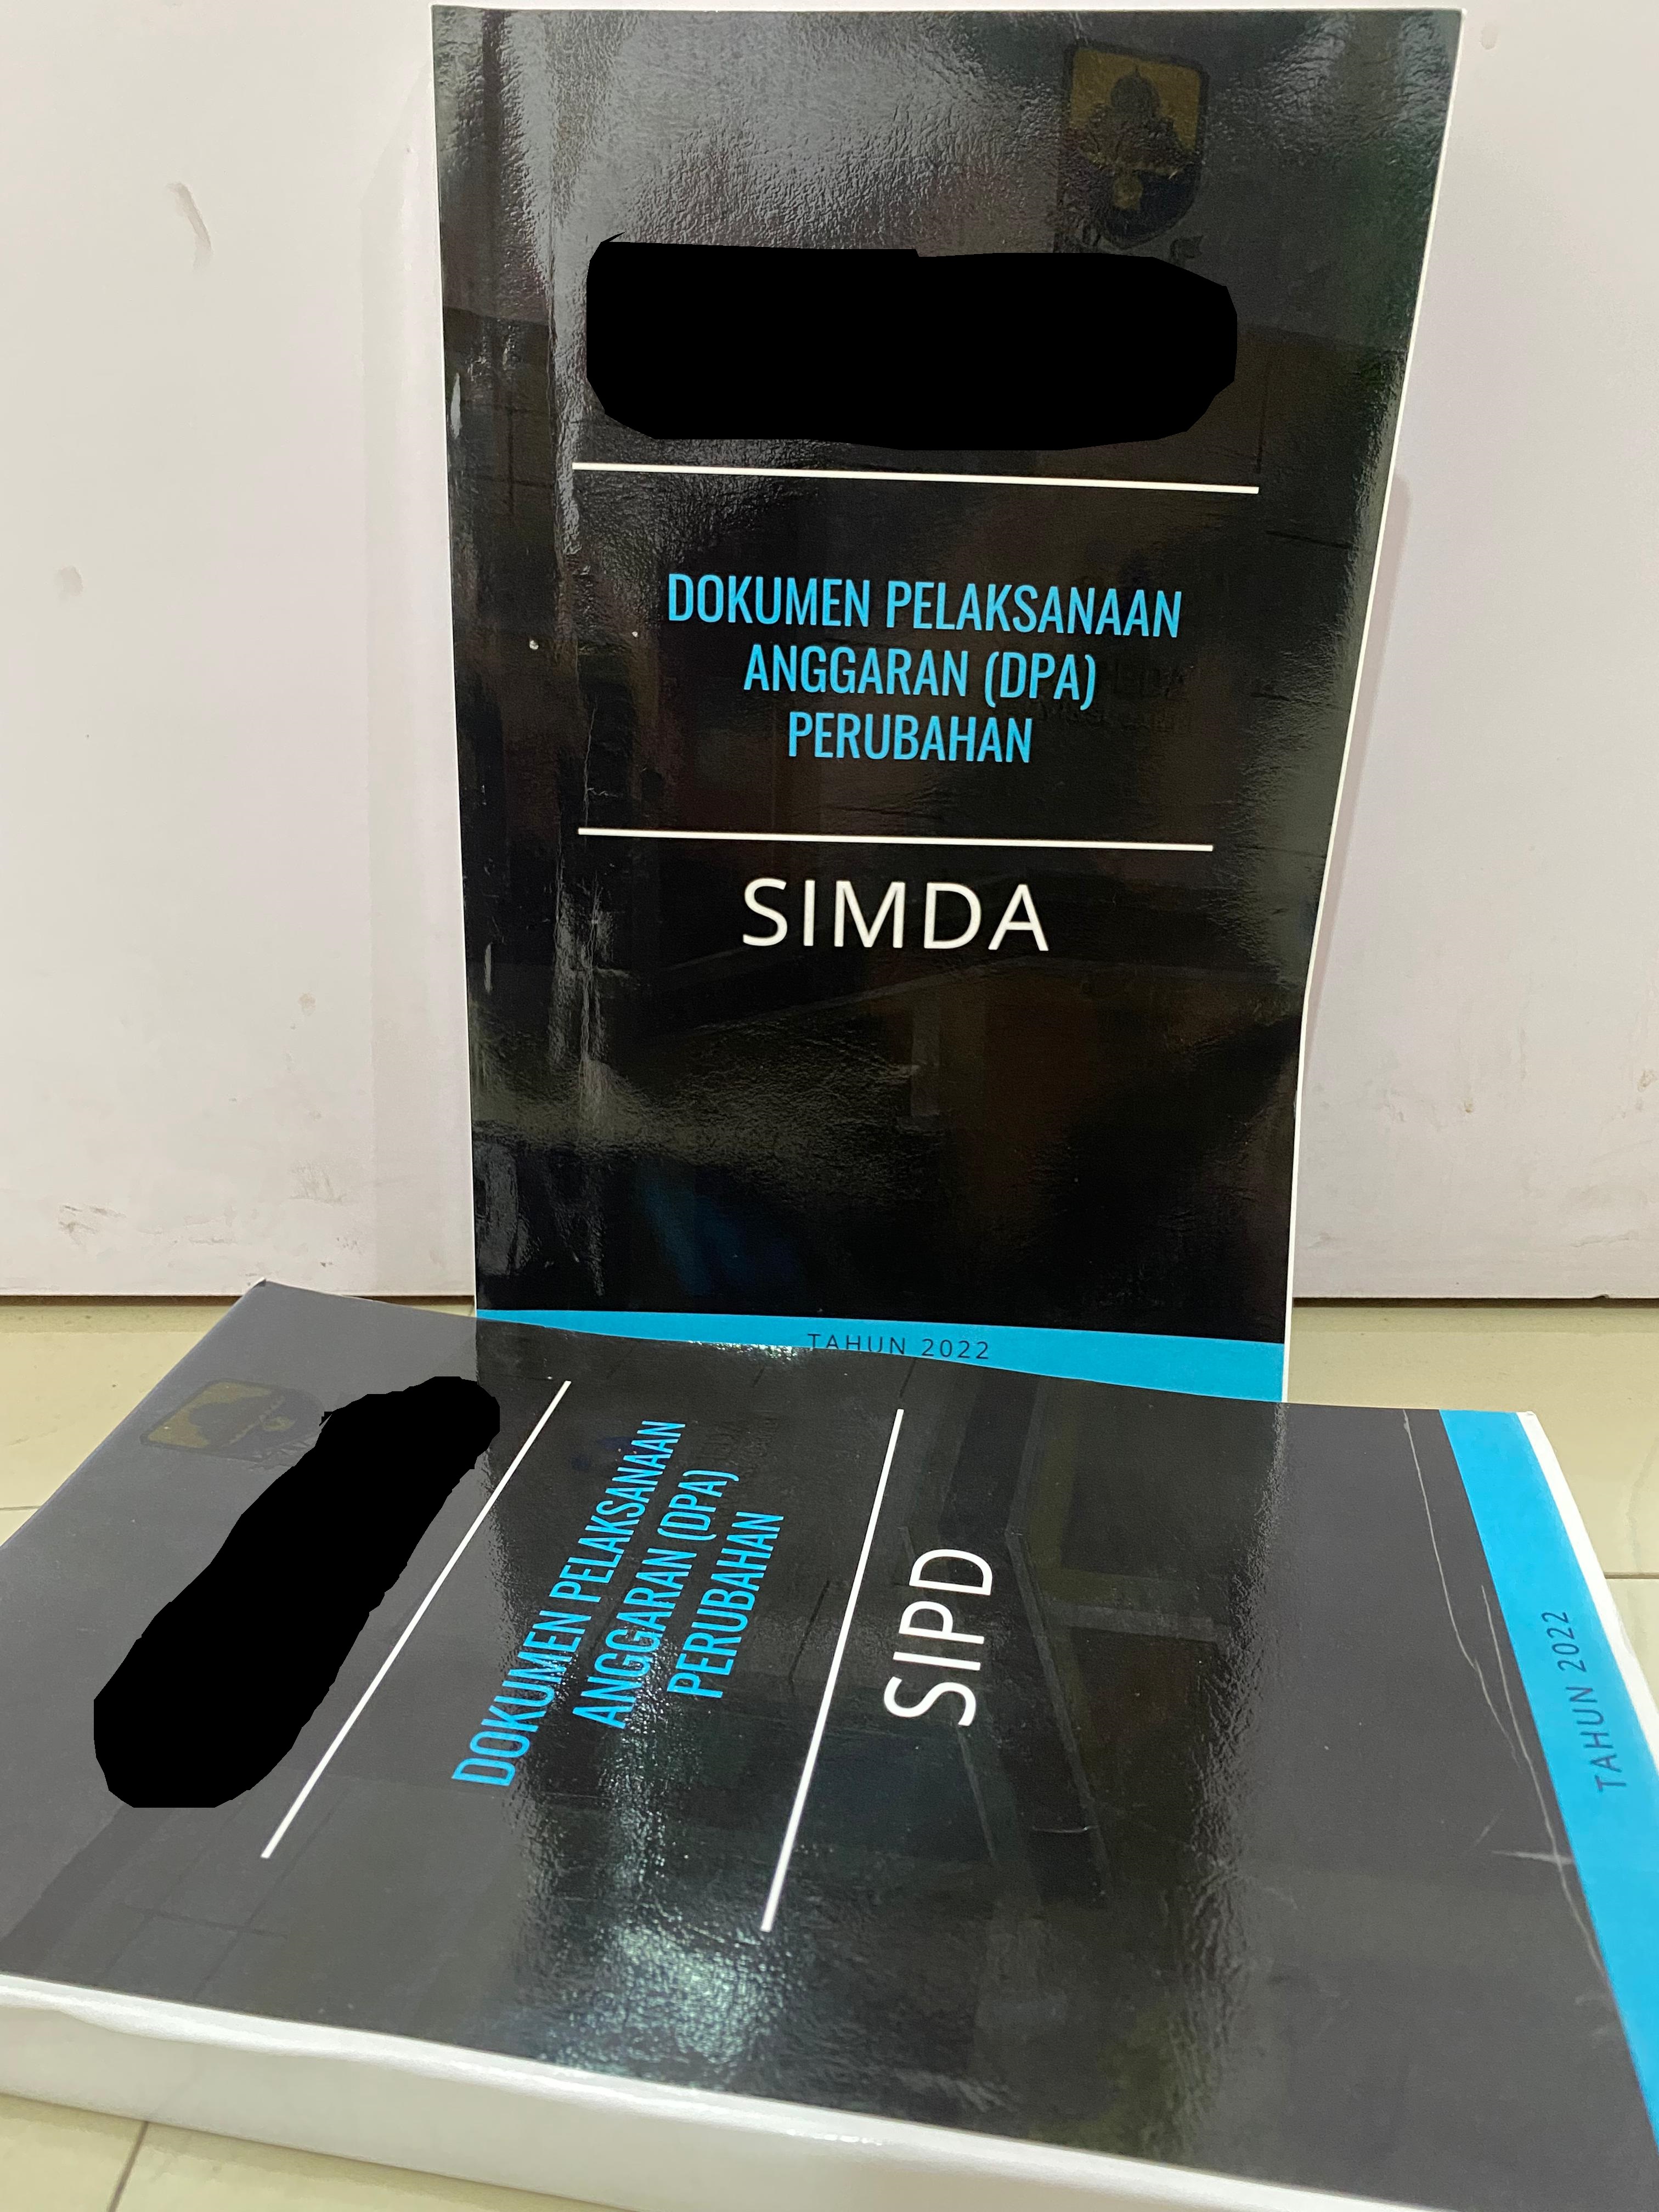 DOKUMEN PELAKSANAAN
ANGGARAN (DPA)
PERUBAHAN
SIMDA
TAHUN 2022
DOKUMEN PELAKSANAAN
ANGGARAN (DPA)
PERUBAHAN
SIPD
TAHUN 2022